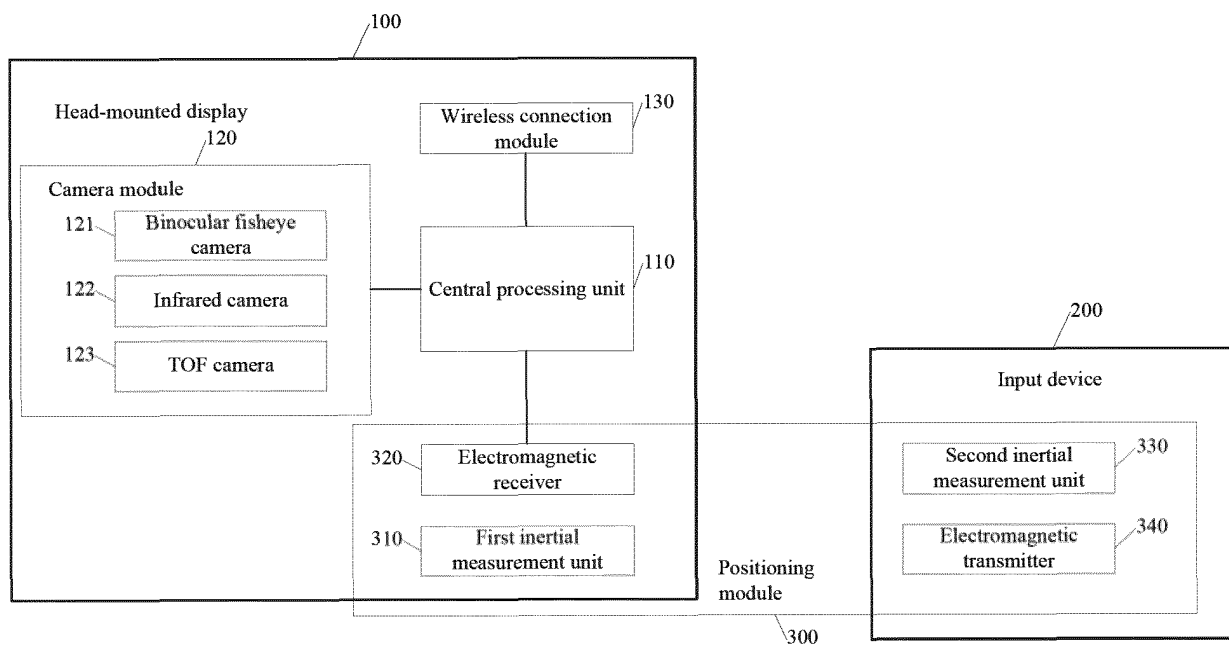 100
Head-mounted display
120
Camera module
121
Binocular fisheye
camera
122
Infrared camera
123
TOF camera
130
Wireless connection
module
110
Central processing unit
320
Electromagnetic
receiver
310
First inertial
measurement unit
Positioning
module
300
200
Input device
330
Second inertial
measurement unit
340
Electromagnetic
transmitter